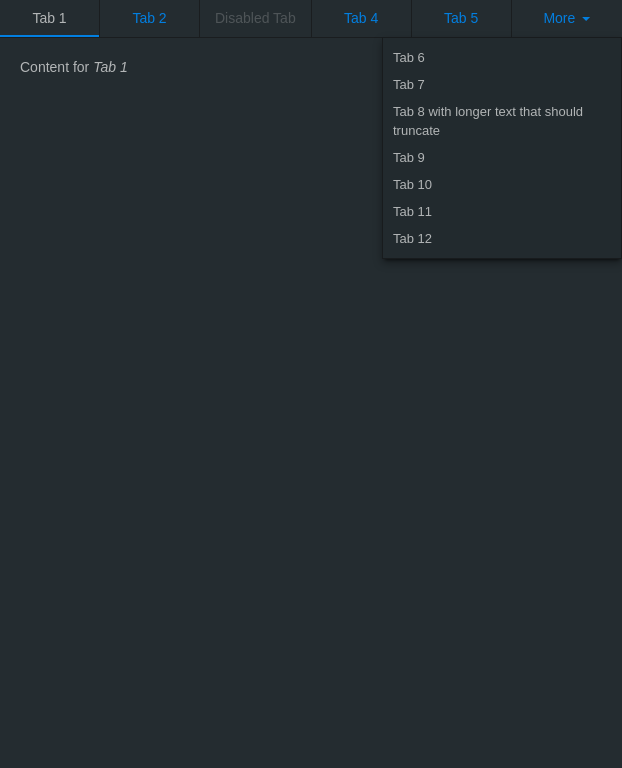 Tab 1 Tab 2 Disabled Tab Tab 4 Tab 5 More
Content for Tab 1
Tab 6
Tab 7
Tab 8 with longer text that should
truncate
Tab 9
Tab 10
Tab 11
Tab 12